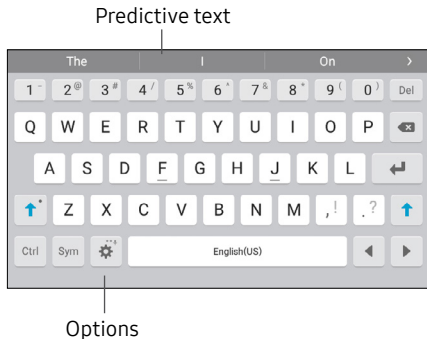 Predictive text
The I On >
1 - 2 @ 3 # 4 / 5 % 6 ^ 7 & 8 * 9 ( 0 ) Del
Q W E R T Y U I O P
A S D F G H J K L
Z X C V B N M , ! . ?
Ctrl Sym English(US)
Options